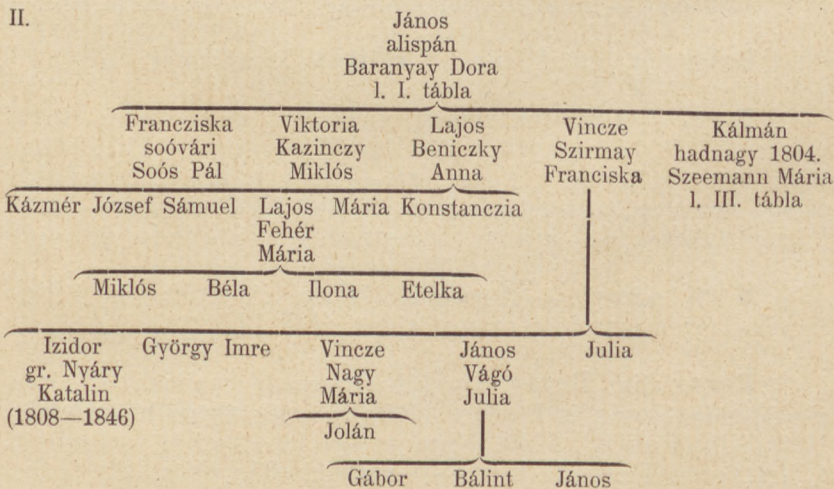 II.
János
alispán
Baranyay Dora
l. I. tábla
Francziska Viktoria Lajos Vincze Kálmán
soóvári Kazinczy Beniczky Szirmay hadnagy 1804.
Soós Pál Miklós Anna Franciska Szeemann Mária
l. III. tábla
Kázmér József Sámuel Lajos Mária Konstanczia
Fehér
Mária
Miklós Béla Ilona Etelka
Izidor György Imre Vincze János Julia
gr. Nyáry Nagy Vágó
Katalin Mária Julia
(1808—1846)
Jolán
Gábor Bálint János